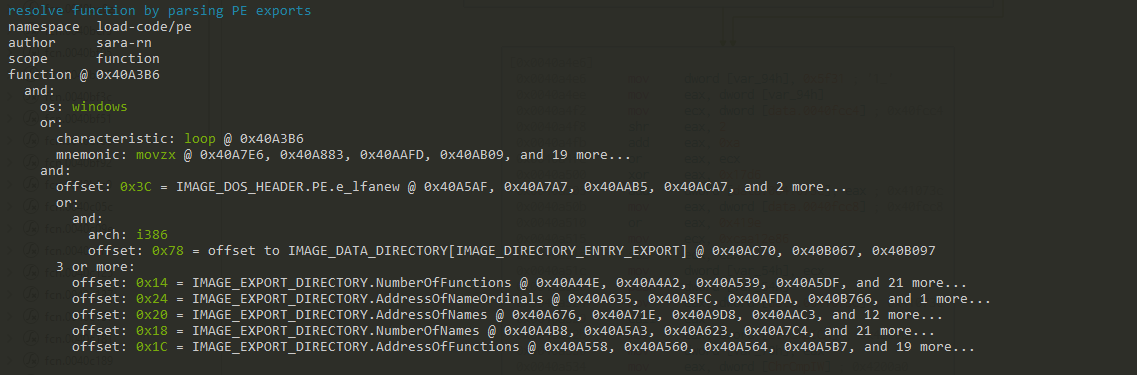 resolve function by parsing PE exports
namespace  load-code/pe
author     sara-rn
scope      function
function @ 0x40A3B6
  and:
    os: windows
    or:
      characteristic: loop @ 0x40A3B6
      mnemonic: movzx @ 0x40A7E6, 0x40A883, 0x40AAFD, 0x40AB09, and 19 more...
    and:
      offset: 0x3C = IMAGE_DOS_HEADER.PE.e_lfanew @ 0x40A5AF, 0x40A7A7, 0x40AAB5, 0x40ACA7, and 2 more...
      or:
        and:
          arch: i386
          offset: 0x78 = offset to IMAGE_DATA_DIRECTORY[IMAGE_DIRECTORY_ENTRY_EXPORT] @ 0x40AC70, 0x40B067, 0x40B097
      3 or more:
        offset: 0x14 = IMAGE_EXPORT_DIRECTORY.NumberOfFunctions @ 0x40A44E, 0x40A4A2, 0x40A539, 0x40A5DF, and 21 more...
        offset: 0x24 = IMAGE_EXPORT_DIRECTORY.AddressOfNameOrdinals @ 0x40A635, 0x40A8FC, 0x40AFDA, 0x40B766, and 1 more...
        offset: 0x20 = IMAGE_EXPORT_DIRECTORY.AddressOfNames @ 0x40A676, 0x40A71E, 0x40A9D8, 0x40AAC3, and 12 more...
        offset: 0x18 = IMAGE_EXPORT_DIRECTORY.NumberOfNames @ 0x40A4B8, 0x40A5A3, 0x40A623, 0x40A7C4, and 21 more...
        offset: 0x1C = IMAGE_EXPORT_DIRECTORY.AddressOfFunctions @ 0x40A558, 0x40A560, 0x40A564, 0x40A5B7, and 19 more...